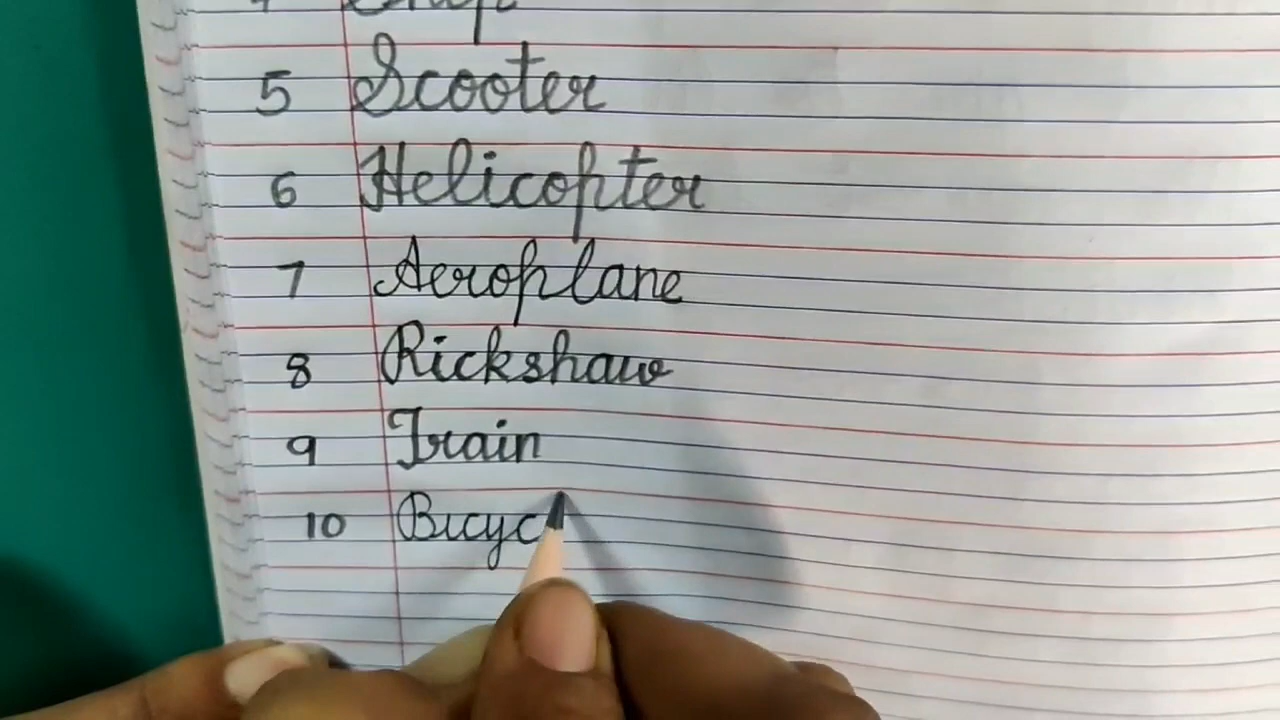 5 Scooter
6 Helicopter
7 Aeroplane
8 Rickshaw
9 Train
10 Bicyc